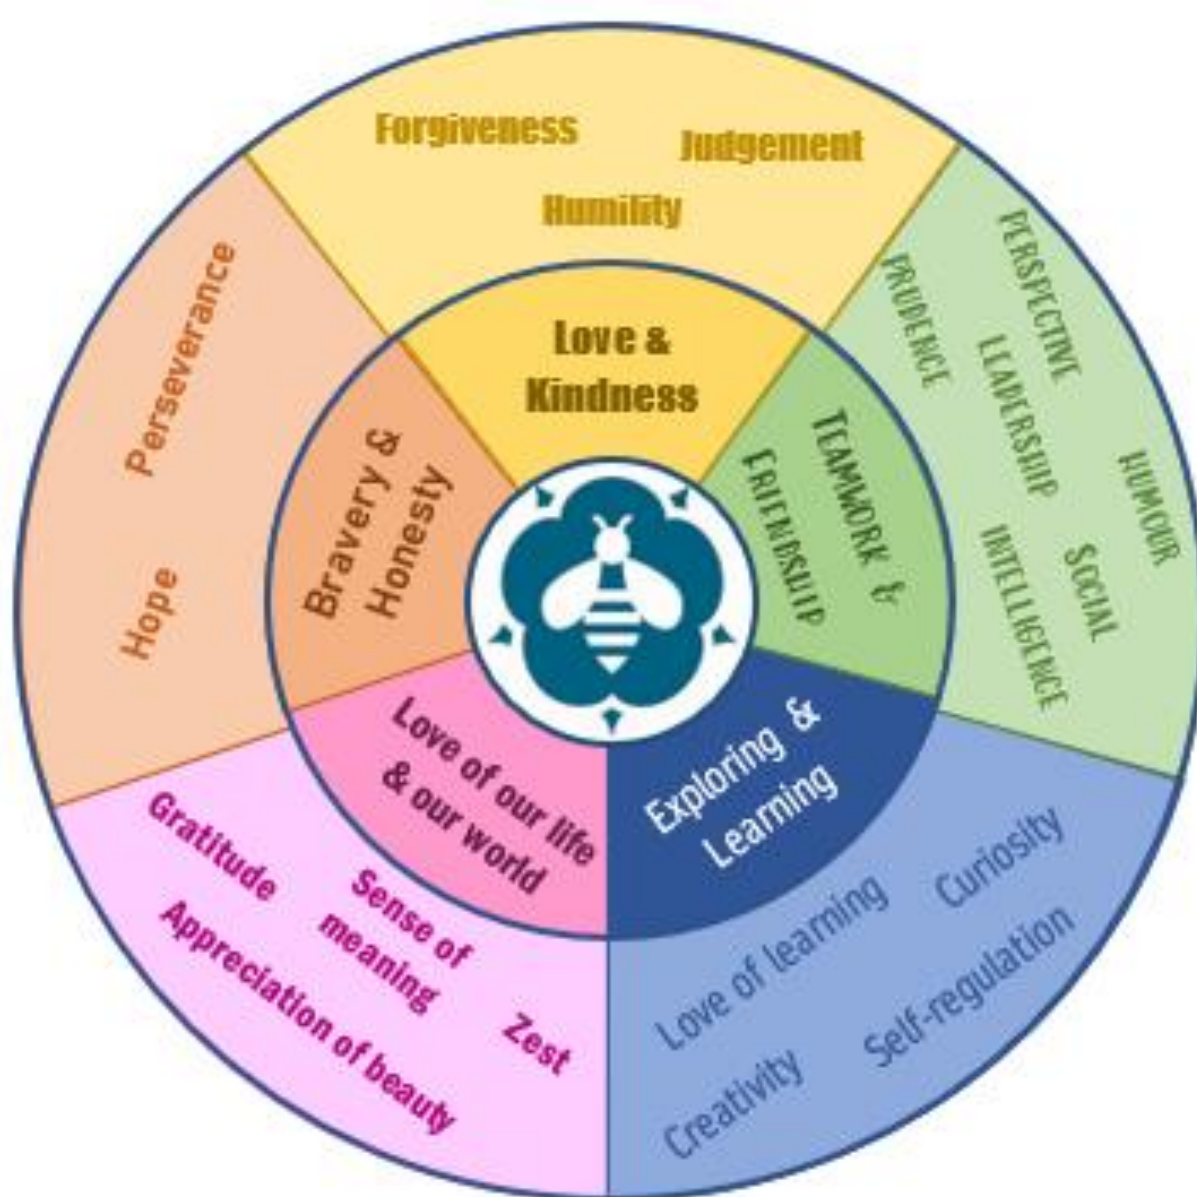 Forgiveness
Judgement
Humility
Love &
Kindness
PERSPECTIVE
PRUDENCE
LEADERSHIP
HUMOUR
SOCIAL
INTELLIGENCE
TEAMWORK &
FRIENDSHIP
Exploring &
Learning
Curiosity
Love of learning
Self-regulation
Creativity
Love of our life
& our world
Gratitude
Sense of
meaning
Appreciation of beauty
Zest
Bravery &
Honesty
Perseverance
Hope